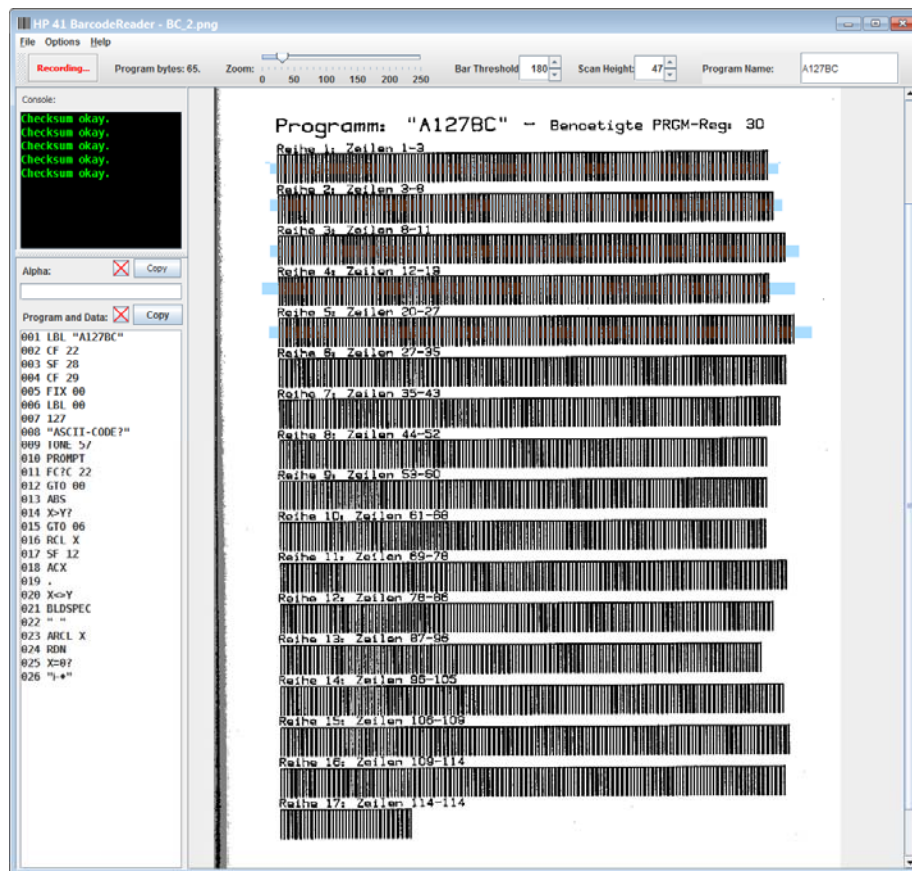 HP 41 BarcodeReader - BC_2.png
File Options Help
Recording... Program bytes: 65. Zoom: 0 50 100 150 200 250 Bar Threshold 180 Scan Height: 47 Program Name: A127BC
Console:
Checksum okay.
Checksum okay.
Checksum okay.
Checksum okay.
Checksum okay.
Alpha: Copy
Program and Data: Copy
001 LBL "A127BC"
002 CF 22
003 SF 28
004 CF 29
005 FIX 00
006 LBL 00
007 127
008 "ASCII-CODE?"
009 TONE 57
010 PROMPT
011 FC?C 22
012 GTO 00
013 ABS
014 X>Y?
015 GTO 06
016 RCL X
017 SF 12
018 ACX
019 .
020 X<>Y
021 BLDSPEC
022 " "
023 ARCL X
024 RDN
025 X=0?
026 "⊢♦"
Programm: "A127BC" - Benoetigte PRGM-Reg: 30
Reihe 1: Zeilen 1-3
Reihe 2: Zeilen 3-8
Reihe 3: Zeilen 8-11
Reihe 4: Zeilen 12-19
Reihe 5: Zeilen 20-27
Reihe 6: Zeilen 27-35
Reihe 7: Zeilen 35-43
Reihe 8: Zeilen 44-52
Reihe 9: Zeilen 53-60
Reihe 10: Zeilen 61-68
Reihe 11: Zeilen 69-78
Reihe 12: Zeilen 78-86
Reihe 13: Zeilen 87-96
Reihe 14: Zeilen 96-105
Reihe 15: Zeilen 106-109
Reihe 16: Zeilen 109-114
Reihe 17: Zeilen 114-114